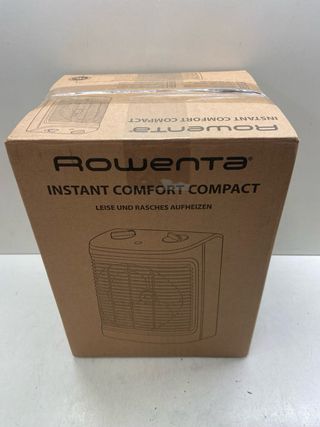 ROWENTA
INSTANT COMFORT COMPACT
ROWENTA®
INSTANT COMFORT COMPACT
LEISE UND RASCHES AUFHEIZEN